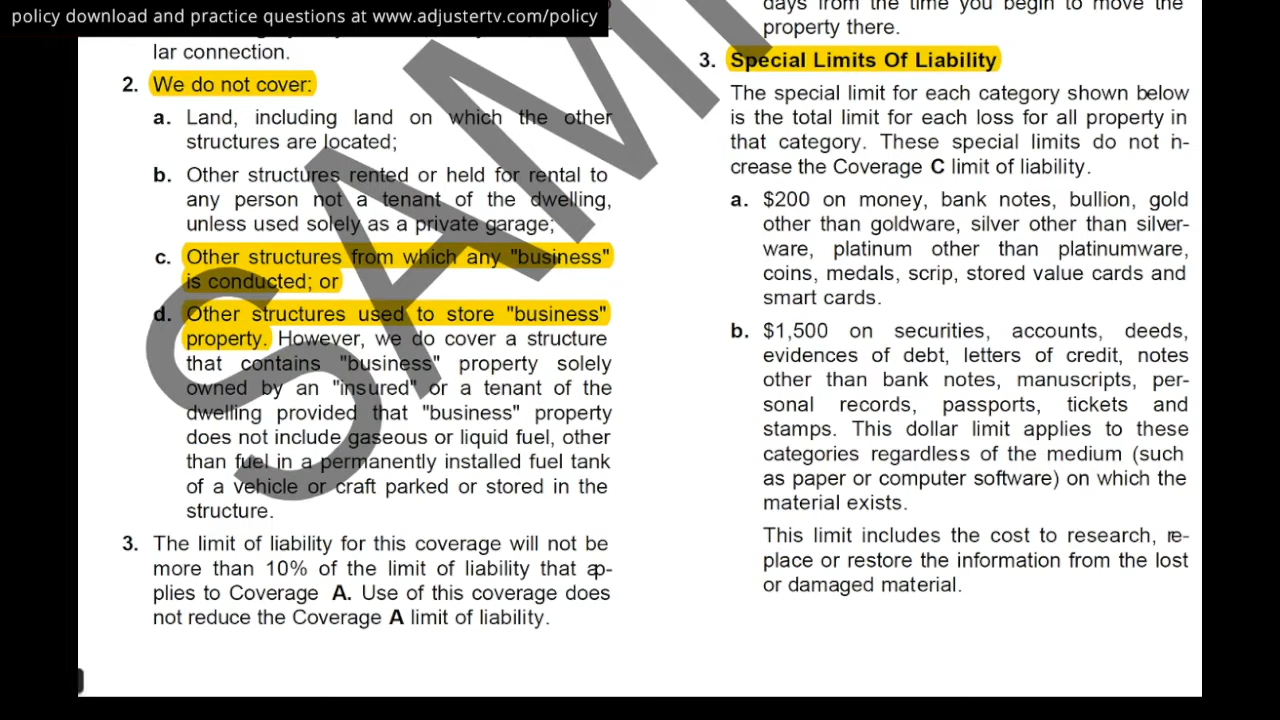 policy download and practice questions at www.adjustertv.com/policy
lar connection.
2. We do not cover:
a. Land, including land on which the other
structures are located;
b. Other structures rented or held for rental to
any person not a tenant of the dwelling,
unless used solely as a private garage;
c. Other structures from which any "business"
is conducted; or
d. Other structures used to store "business"
property. However, we do cover a structure
that contains "business" property solely
owned by an "insured" or a tenant of the
dwelling provided that "business" property
does not include gaseous or liquid fuel, other
than fuel in a permanently installed fuel tank
of a vehicle or craft parked or stored in the
structure.
3. The limit of liability for this coverage will not be
more than 10% of the limit of liability that ap-
plies to Coverage A. Use of this coverage does
not reduce the Coverage A limit of liability.
days from the time you begin to move the
property there.
3. Special Limits Of Liability
The special limit for each category shown below
is the total limit for each loss for all property in
that category. These special limits do not in-
crease the Coverage C limit of liability.
a. $200 on money, bank notes, bullion, gold
other than goldware, silver other than silver-
ware, platinum other than platinumware,
coins, medals, scrip, stored value cards and
smart cards.
b. $1,500 on securities, accounts, deeds,
evidences of debt, letters of credit, notes
other than bank notes, manuscripts, per-
sonal records, passports, tickets and
stamps. This dollar limit applies to these
categories regardless of the medium (such
as paper or computer software) on which the
material exists.
This limit includes the cost to research, re-
place or restore the information from the lost
or damaged material.